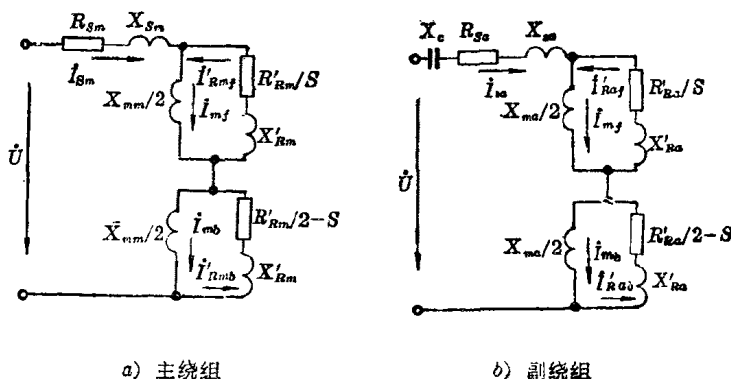 R_Sm X_Sm
İ_Sm İ'_Rmf
R'_Rm/S
X_mm/2 İ_mf
X'_Rm
U̇
X_mm/2 İ_mb R'_Rm/2-S
İ'_Rmb X'_Rm
a) 主绕组
X_c R_Sa X_sa
İ_sa İ'_Raf
R'_Ra/S
X_ma/2 İ_mf
X'_Ra
U̇
X_ma/2 İ_mb R'_Ra/2-S
İ'_Rab X'_Ra
b) 副绕组